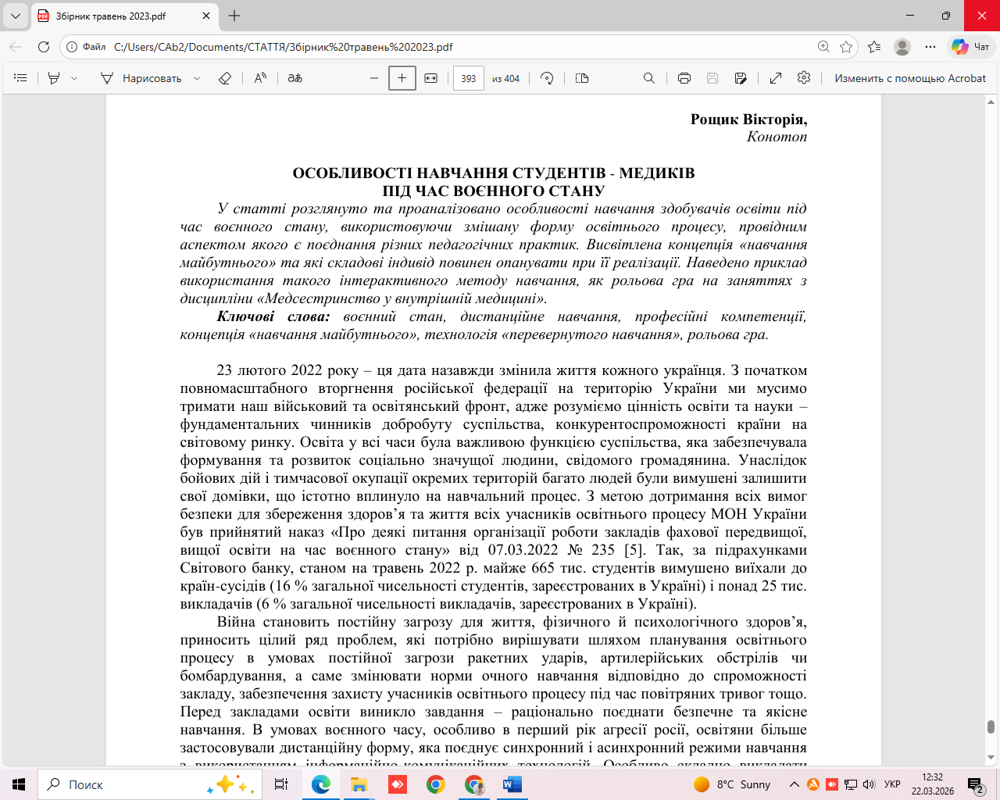 Збірник травень 2023.pdf
Файл C:/Users/CAb2/Documents/СТАТТЯ/Збірник%20травень%202023.pdf
Чат
Нарисовать
393 из 404
Изменить с помощью Acrobat
Рощик Вікторія,
Конотоп
ОСОБЛИВОСТІ НАВЧАННЯ СТУДЕНТІВ - МЕДИКІВ
ПІД ЧАС ВОЄННОГО СТАНУ
У статті розглянуто та проаналізовано особливості навчання здобувачів освіти під
час воєнного стану, використовуючи змішану форму освітнього процесу, провідним
аспектом якого є поєднання різних педагогічних практик. Висвітлена концепція «навчання
майбутнього» та які складові індивід повинен опанувати при її реалізації. Наведено приклад
використання такого інтерактивного методу навчання, як рольова гра на заняттях з
дисципліни «Медсестринство у внутрішній медицині».
Ключові слова: воєнний стан, дистанційне навчання, професійні компетенції,
концепція «навчання майбутнього», технологія «перевернутого навчання», рольова гра.
23 лютого 2022 року – ця дата назавжди змінила життя кожного українця. З початком
повномасштабного вторгнення російської федерації на територію України ми мусимо
тримати наш військовий та освітянський фронт, адже розуміємо цінність освіти та науки –
фундаментальних чинників добробуту суспільства, конкурентоспроможності країни на
світовому ринку. Освіта у всі часи була важливою функцією суспільства, яка забезпечувала
формування та розвиток соціально значущої людини, свідомого громадянина. Унаслідок
бойових дій і тимчасової окупації окремих територій багато людей були вимушені залишити
свої домівки, що істотно вплинуло на навчальний процес. З метою дотримання всіх вимог
безпеки для збереження здоров’я та життя всіх учасників освітнього процесу МОН України
був прийнятий наказ «Про деякі питання організації роботи закладів фахової передвищої,
вищої освіти на час воєнного стану» від 07.03.2022 № 235 [5]. Так, за підрахунками
Світового банку, станом на травень 2022 р. майже 665 тис. студентів вимушено виїхали до
країн-сусідів (16 % загальної чисельності студентів, зареєстрованих в Україні) і понад 25 тис.
викладачів (6 % загальної чисельності викладачів, зареєстрованих в Україні).
Війна становить постійну загрозу для життя, фізичного й психологічного здоров’я,
приносить цілий ряд проблем, які потрібно вирішувати шляхом планування освітнього
процесу в умовах постійної загрози ракетних ударів, артилерійських обстрілів чи
бомбардування, а саме змінювати норми очного навчання відповідно до спроможності
закладу, забезпечення захисту учасників освітнього процесу під час повітряних тривог тощо.
Перед закладами освіти виникло завдання – раціонально поєднати безпечне та якісне
навчання. В умовах воєнного часу, особливо в перший рік агресії росії, освітяни більше
застосовували дистанційну форму, яка поєднує синхронний і асинхронний режими навчання
з використанням інформаційно-комунікаційних технологій. Особливо складно викладати
Поиск
8°C Sunny
УКР
12:32
22.03.2026
2